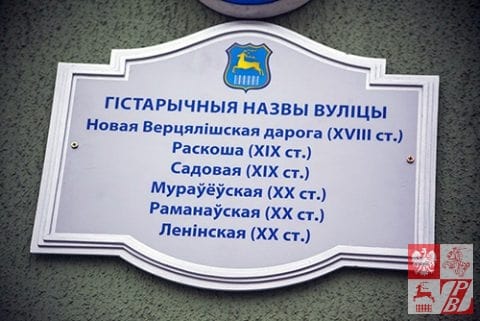 ГІСТАРЫЧНЫЯ НАЗВЫ ВУЛІЦЫ
Новая Верцялішская дарога (XVIII ст.)
Раскоша (XIX ст.)
Садовая (XIX ст.)
Мураўёўская (XX ст.)
Раманаўская (XX ст.)
Ленінская (XX ст.)